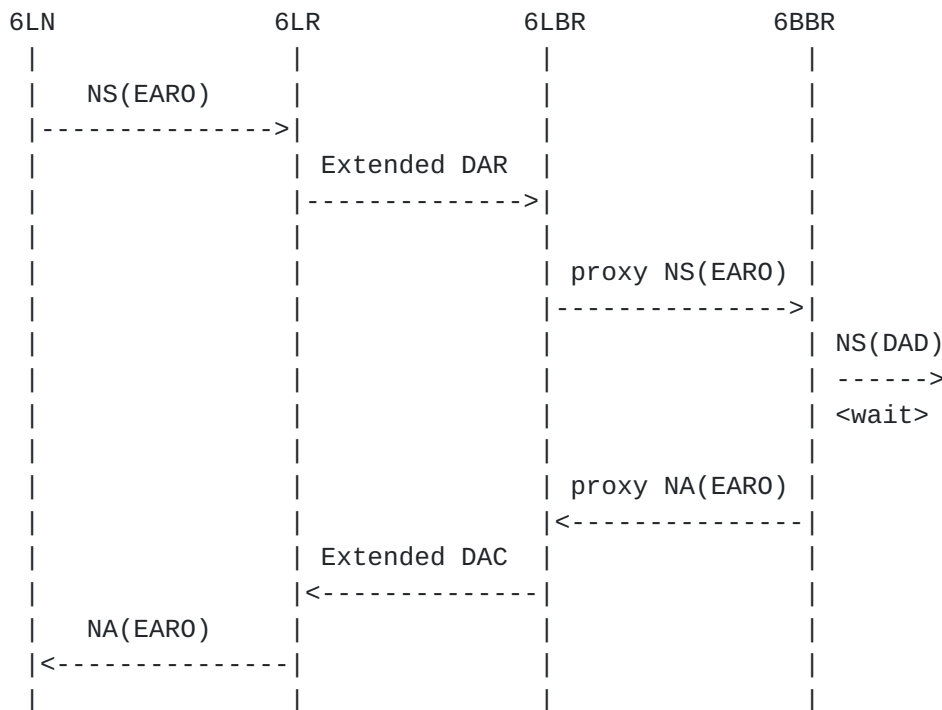 6LN 6LR 6LBR 6BBR
NS(EARO)
Extended DAR
proxy NS(EARO)
NS(DAD)
<wait>
proxy NA(EARO)
Extended DAC
NA(EARO)